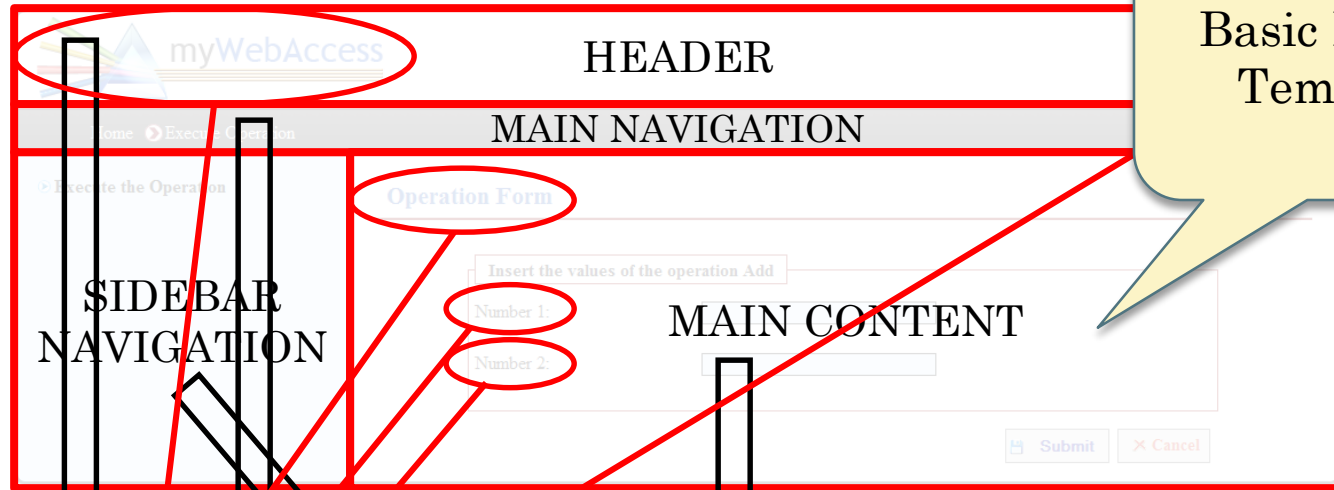 myWebAccess
HEADER
Basic
Tem
Home Execute Operation
MAIN NAVIGATION
Execute the Operation
Operation Form
Insert the values of the operation Add
SIDEBAR
NAVIGATION
Number 1:
MAIN CONTENT
Number 2:
Submit
Cancel